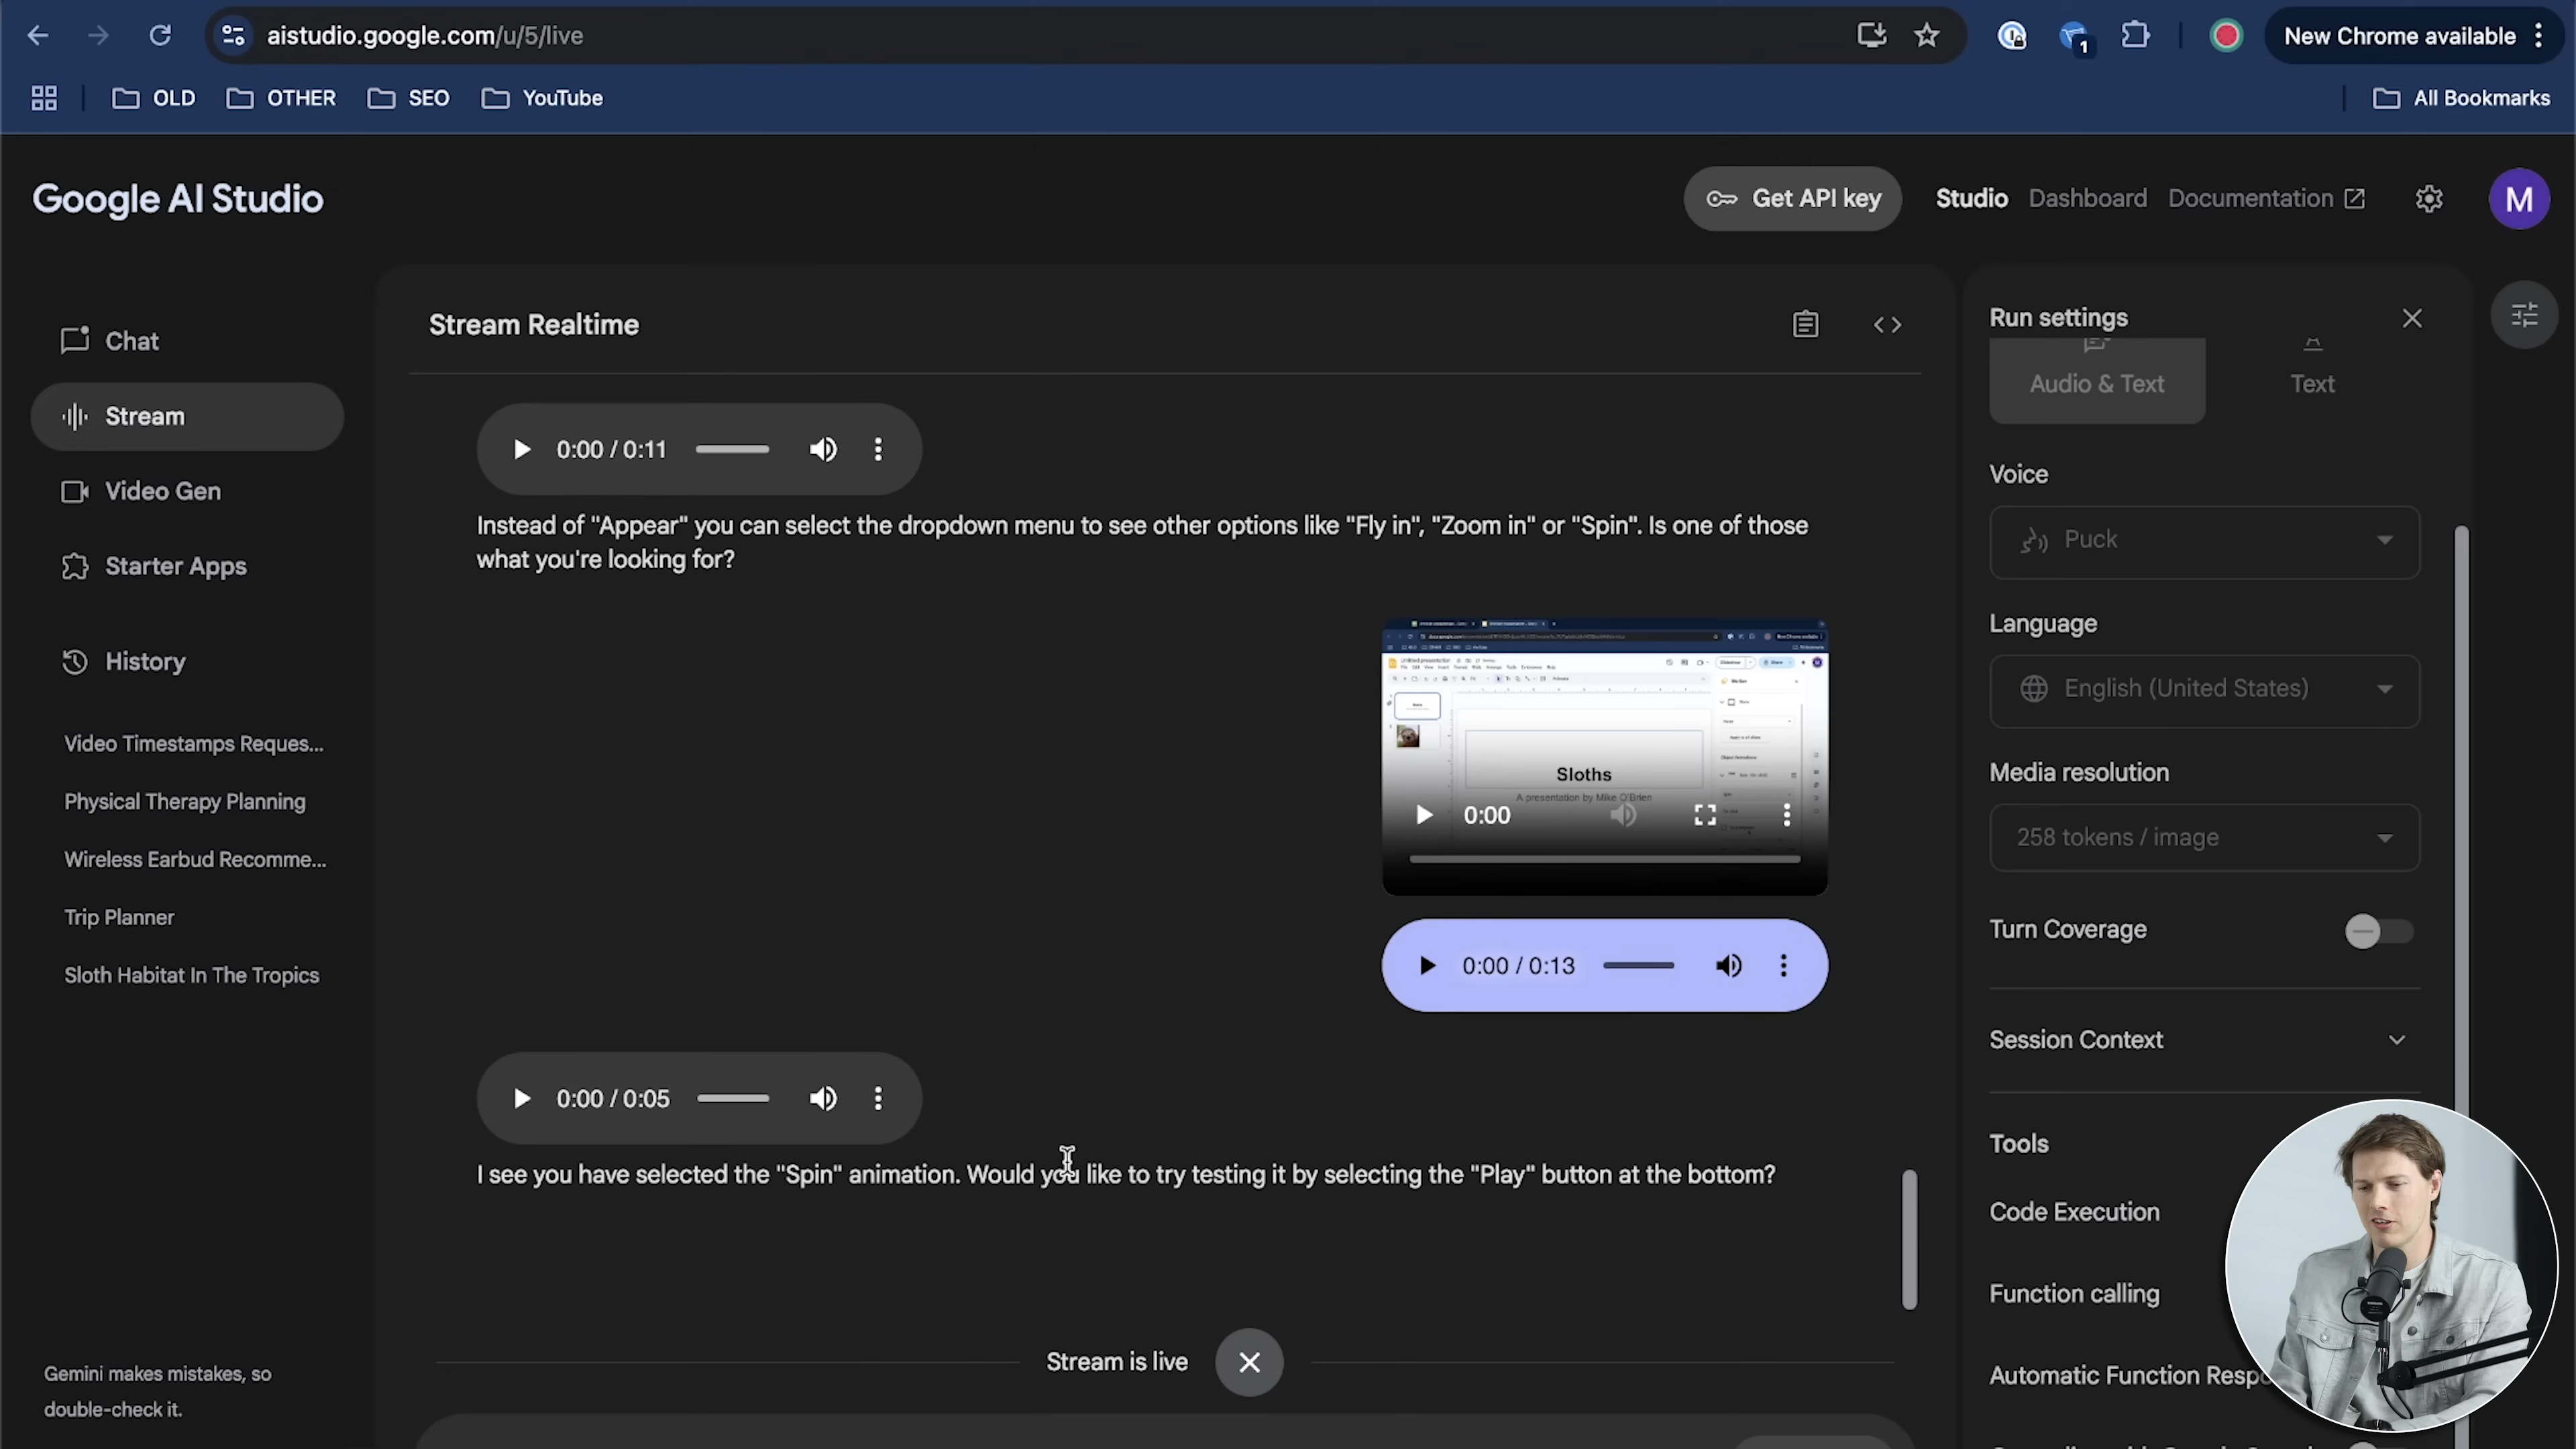 aistudio.google.com/u/5/live
1
New Chrome available
OLD
OTHER
SEO
YouTube
All Bookmarks
Google AI Studio
Get API key
Studio
Dashboard
Documentation
M
Chat
Stream
Video Gen
Starter Apps
History
Video Timestamps Reques...
Physical Therapy Planning
Wireless Earbud Recomme...
Trip Planner
Sloth Habitat In The Tropics
Gemini makes mistakes, so
double-check it.
Stream Realtime
0:00 / 0:11
Instead of "Appear" you can select the dropdown menu to see other options like "Fly in", "Zoom in" or "Spin". Is one of those
what you're looking for?
Sloths
A presentation by Mike O'Brien
0:00
0:00 / 0:13
0:00 / 0:05
I see you have selected the "Spin" animation. Would you like to try testing it by selecting the "Play" button at the bottom?
Stream is live
Run settings
Audio & Text
Text
Voice
Puck
Language
English (United States)
Media resolution
258 tokens / image
Turn Coverage
Session Context
Tools
Code Execution
Function calling
Automatic Function Respo